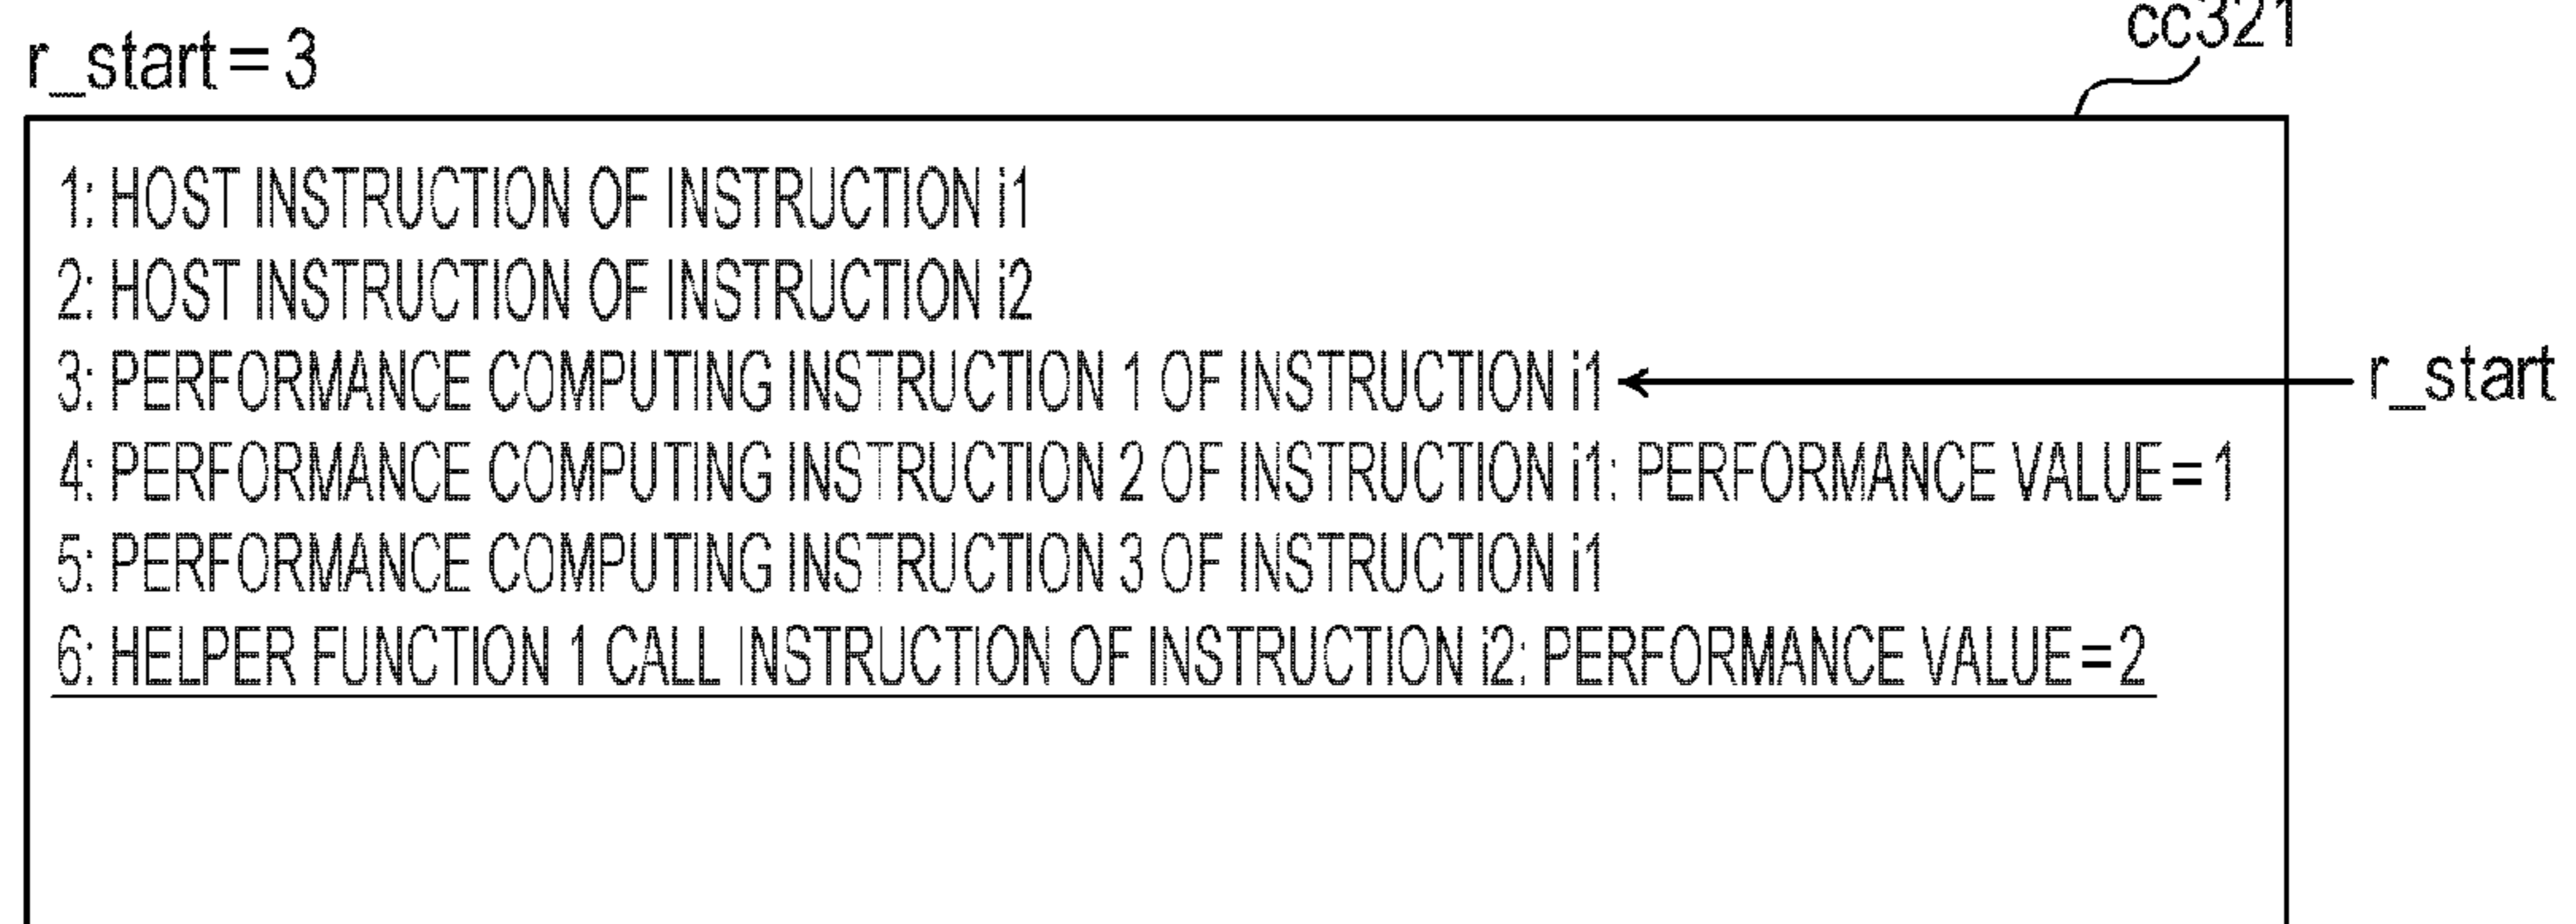 cc321
r_start = 3
1: HOST INSTRUCTION OF INSTRUCTION i1
2: HOST INSTRUCTION OF INSTRUCTION i2
3: PERFORMANCE COMPUTING INSTRUCTION 1 OF INSTRUCTION i1 r_start
4: PERFORMANCE COMPUTING INSTRUCTION 2 OF INSTRUCTION i1: PERFORMANCE VALUE = 1
5: PERFORMANCE COMPUTING INSTRUCTION 3 OF INSTRUCTION i1
6: HELPER FUNCTION 1 CALL INSTRUCTION OF INSTRUCTION i2: PERFORMANCE VALUE = 2